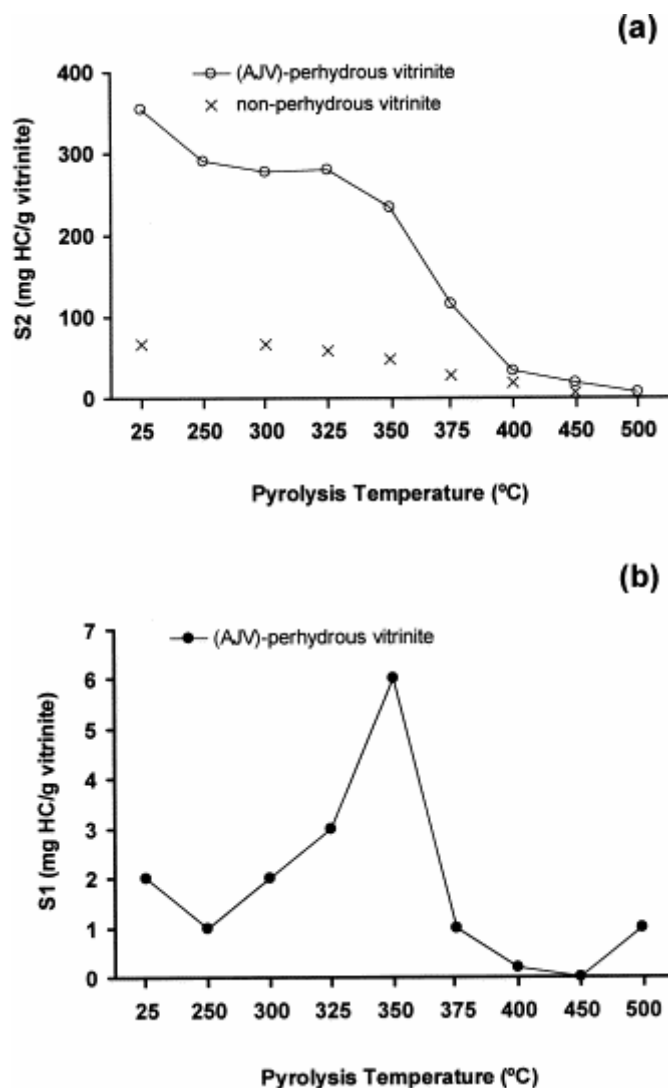 (a)
400
300
200
100
0
S2 (mg HC/g vitrinite)
(AJV)-perhydrous vitrinite
non-perhydrous vitrinite
25 250 300 325 350 375 400 450 500
Pyrolysis Temperature (ºC)
(b)
7
6
5
4
3
2
1
0
S1 (mg HC/g vitrinite)
(AJV)-perhydrous vitrinite
25 250 300 325 350 375 400 450 500
Pyrolysis Temperature (ºC)